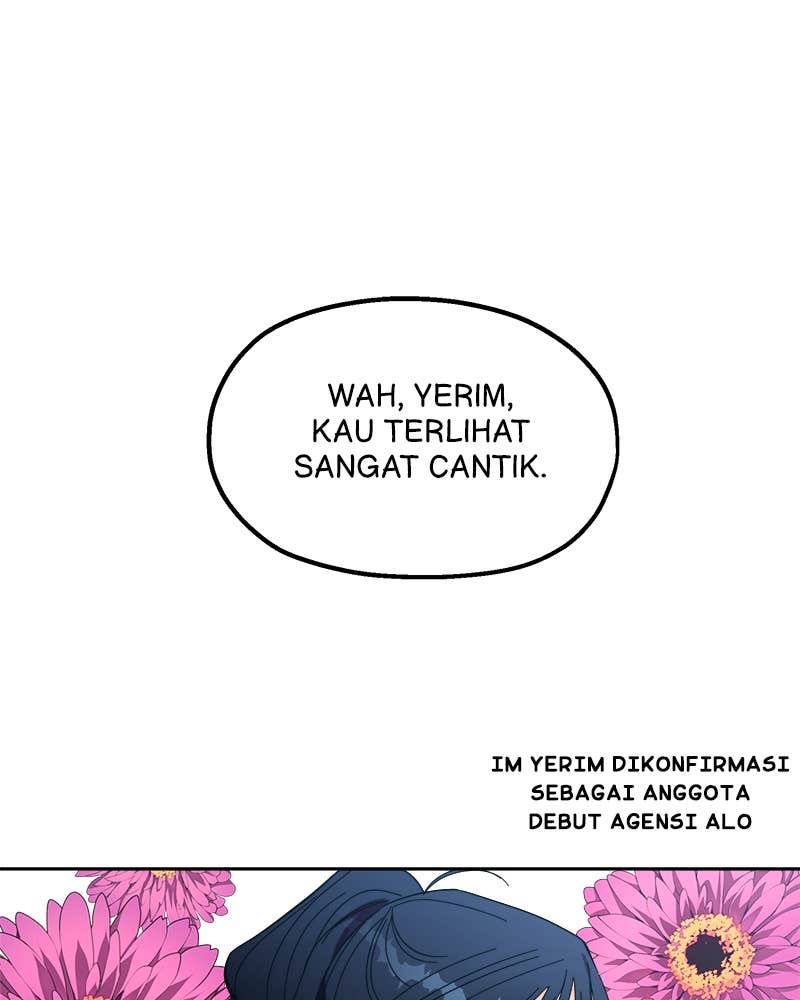 WAH, YERIM,
KAU TERLIHAT
SANGAT CANTIK.
IM YERIM DIKONFIRMASI
SEBAGAI ANGGOTA
DEBUT AGENSI ALO